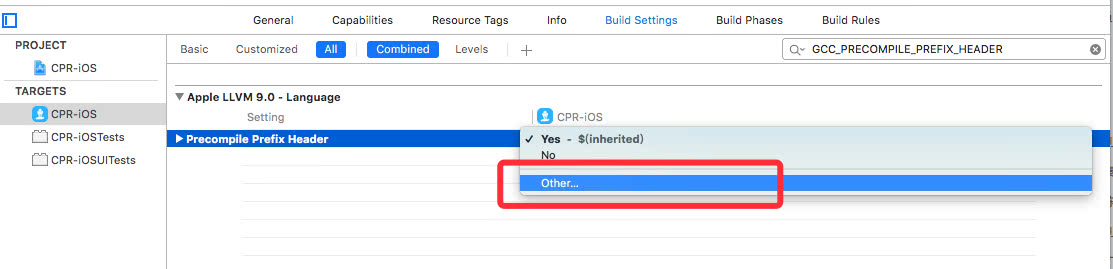 General Capabilities Resource Tags Info Build Settings Build Phases Build Rules
PROJECT
CPR-iOS
TARGETS
CPR-iOS
CPR-iOSTests
CPR-iOSUITests
Basic Customized All Combined Levels + GCC_PRECOMPILE_PREFIX_HEADER
Apple LLVM 9.0 - Language
Setting CPR-iOS
Precompile Prefix Header
Yes - $(inherited)
No
Other...